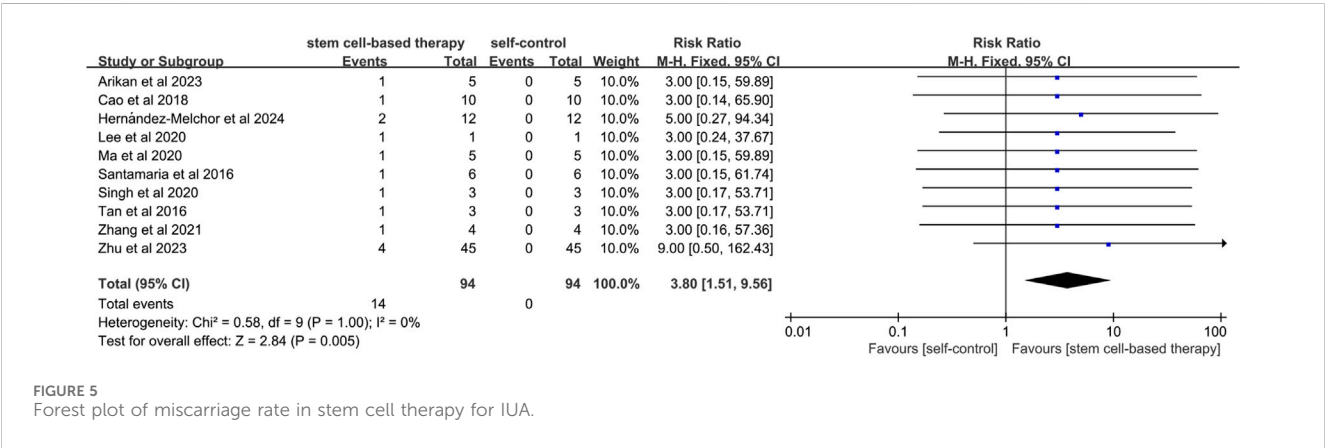 stem cell-based therapy self-control Risk Ratio Risk Ratio
Study or Subgroup Events Total Events Total Weight M-H. Fixed. 95% CI M-H. Fixed. 95% CI
Arikan et al 2023 1 5 0 5 10.0% 3.00 [0.15, 59.89]
Cao et al 2018 1 10 0 10 10.0% 3.00 [0.14, 65.90]
Hernández-Melchor et al 2024 2 12 0 12 10.0% 5.00 [0.27, 94.34]
Lee et al 2020 1 1 0 1 10.0% 3.00 [0.24, 37.67]
Ma et al 2020 1 5 0 5 10.0% 3.00 [0.15, 59.89]
Santamaria et al 2016 1 6 0 6 10.0% 3.00 [0.15, 61.74]
Singh et al 2020 1 3 0 3 10.0% 3.00 [0.17, 53.71]
Tan et al 2016 1 3 0 3 10.0% 3.00 [0.17, 53.71]
Zhang et al 2021 1 4 0 4 10.0% 3.00 [0.16, 57.36]
Zhu et al 2023 4 45 0 45 10.0% 9.00 [0.50, 162.43]
Total (95% CI) 94 94 100.0% 3.80 [1.51, 9.56]
Total events 14 0
Heterogeneity: Chi² = 0.58, df = 9 (P = 1.00); I² = 0%
Test for overall effect: Z = 2.84 (P = 0.005)
0.01 0.1 1 10 100
Favours [self-control] Favours [stem cell-based therapy]
FIGURE 5
Forest plot of miscarriage rate in stem cell therapy for IUA.